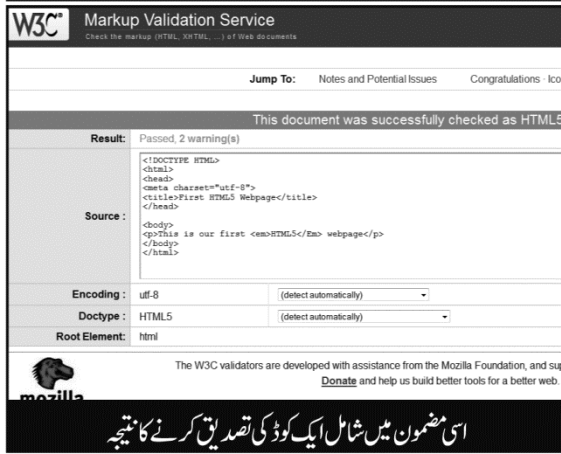 W3C® Markup Validation Service
Check the markup (HTML, XHTML, ...) of Web documents
Jump To: Notes and Potential Issues Congratulations · Ico
This document was successfully checked as HTML5
Result: Passed, 2 warning(s)
Source :
<!DOCTYPE HTML>
<html>
<head>
<meta charset="utf-8">
<title>First HTML5 Webpage</title>
</head>
<body>
<p>This is our first <em>HTML5</Em> webpage</p>
</body>
</html>
Encoding : utf-8 (detect automatically)
Doctype : HTML5 (detect automatically)
Root Element: html
The W3C validators are developed with assistance from the Mozilla Foundation, and sup
Donate and help us build better tools for a better web.
mozilla
اسی مضمون میں شامل ایک کوڈ کی تصدیق کرنے کا نتیجہ